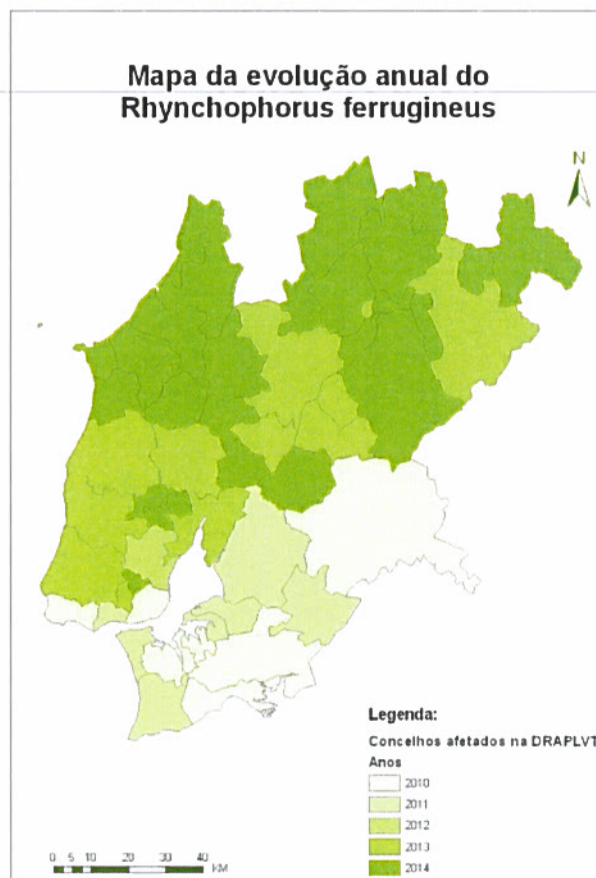 Mapa da evolução anual do
Rhynchophorus ferrugineus
N
Legenda:
Concelhos afetados na DRAPLVT
Anos
2010
2011
2012
2013
2014
0 5 10 20 30 40
KM